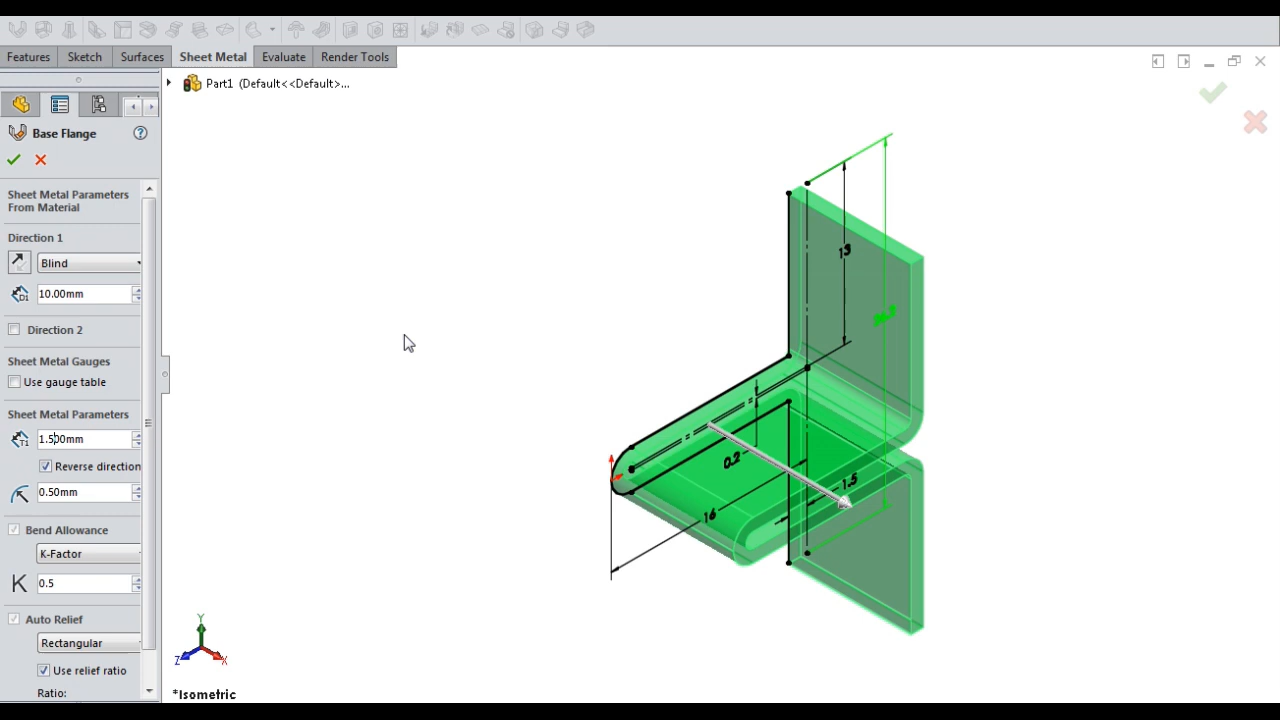 Features Sketch Surfaces Sheet Metal Evaluate Render Tools
Part1 (Default<<Default>...
Base Flange
Sheet Metal Parameters
From Material
Direction 1
Blind
D1 10.00mm
Direction 2
Sheet Metal Gauges
Use gauge table
Sheet Metal Parameters
T1 1.500mm
Reverse direction
0.50mm
Bend Allowance
K-Factor
K 0.5
Auto Relief
Rectangular
Use relief ratio
Ratio:
15
0.2
1.5
16
Y
Z X
*Isometric